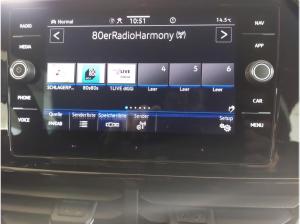 RADIO
Normal
10:51
14.5°
NAV
MEDIA
80erRadioHarmony
APP
4
5
6
SCHLAGERP...
80s80s
1LIVE diGGi
Leer
Leer
Leer
PHONE
CAR
VOICE
Quelle
Senderliste
Speicherliste
Sender
Setup
MENU